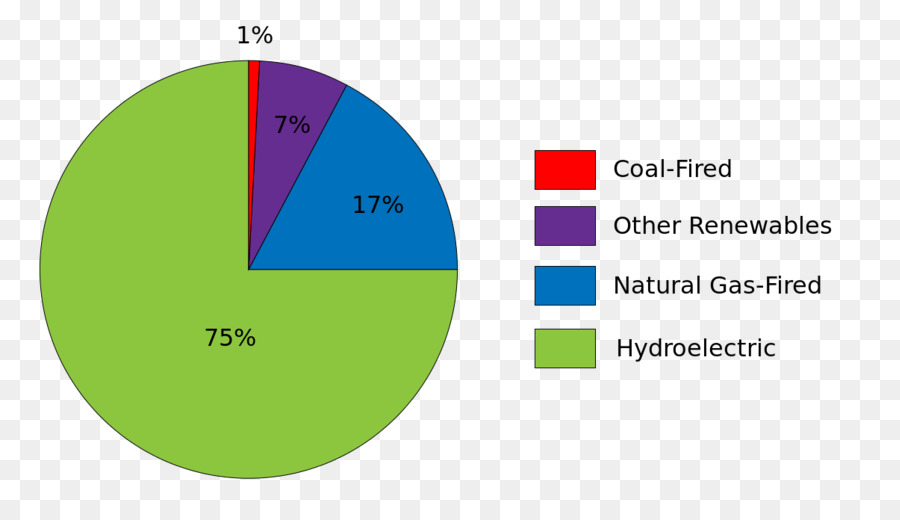 1%
7%
17%
75%
Coal-Fired
Other Renewables
Natural Gas-Fired
Hydroelectric